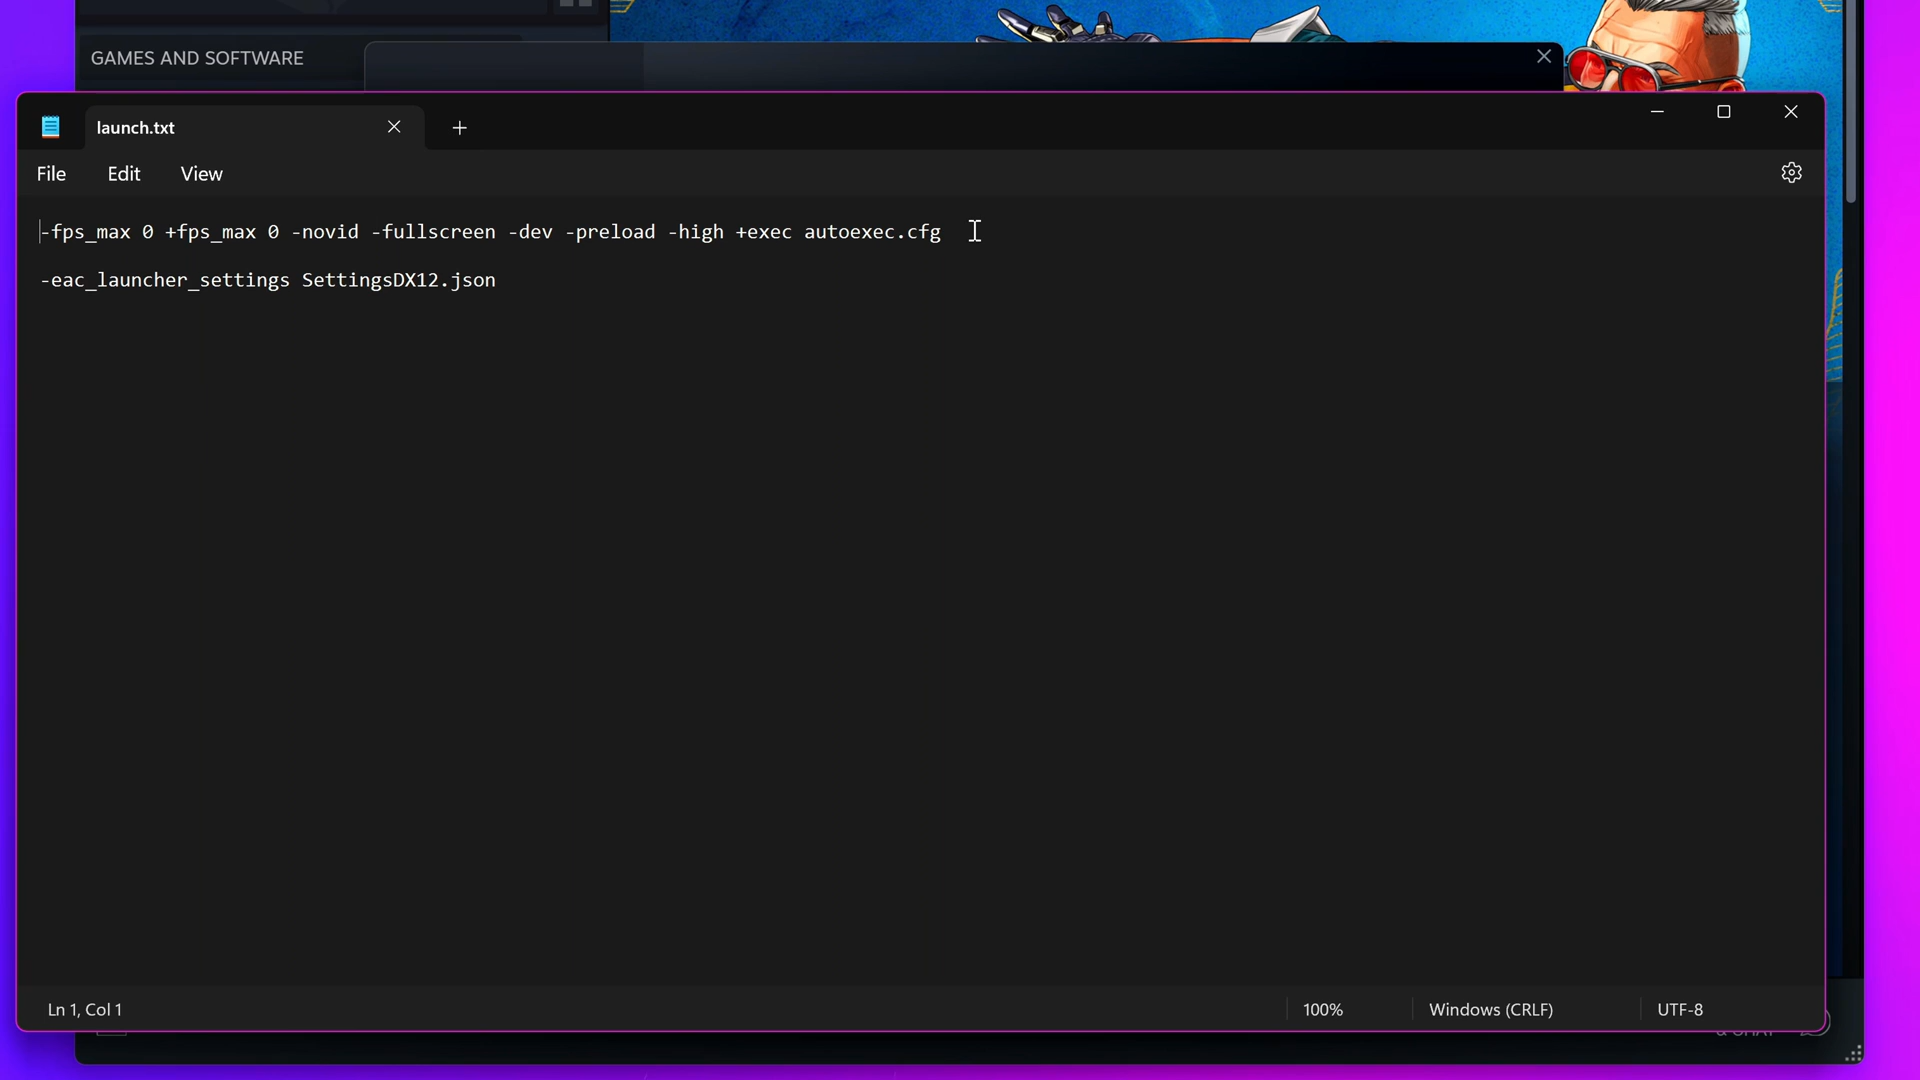 GAMES AND SOFTWARE
launch.txt
File Edit View
-fps_max 0 +fps_max 0 -novid -fullscreen -dev -preload -high +exec autoexec.cfg
-eac_launcher_settings SettingsDX12.json
Ln 1, Col 1 100% Windows (CRLF) UTF-8
& CHAT